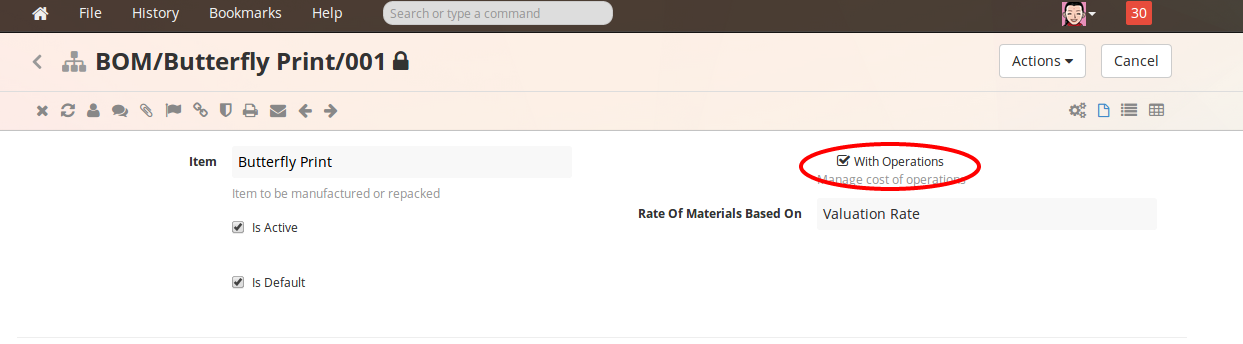 File History Bookmarks Help Search or type a command 30
BOM/Butterfly Print/001 Actions Cancel
Item Butterfly Print
Item to be manufactured or repacked
Is Active
Is Default
With Operations
Manage cost of operations
Rate Of Materials Based On Valuation Rate